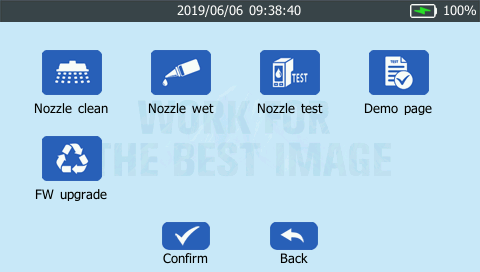 2019/06/06 09:38:40 100%
TEST
TEST
Nozzle clean Nozzle wet Nozzle test Demo page
WORK FOR
THE BEST IMAGE
FW upgrade
Confirm Back